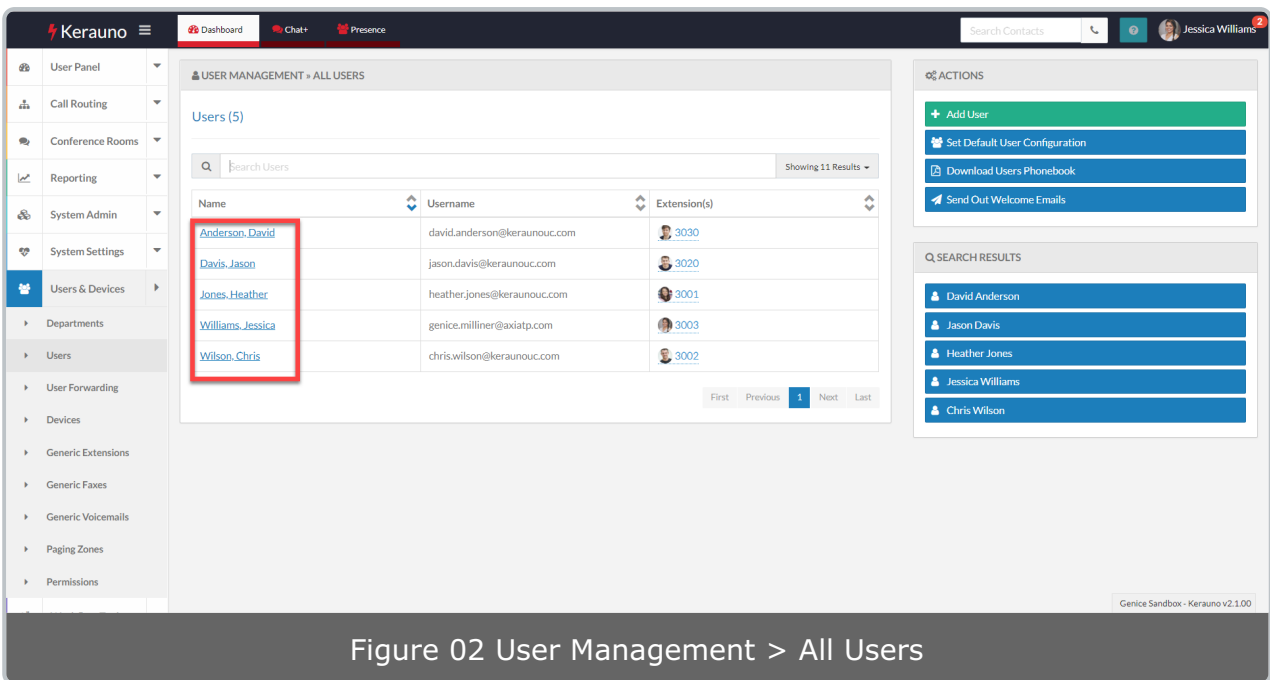 Kerauno
Dashboard
Chat+
Presence
Search Contacts
Jessica Williams
2
User Panel
Call Routing
Conference Rooms
Reporting
System Admin
System Settings
Users & Devices
Departments
Users
User Forwarding
Devices
Generic Extensions
Generic Faxes
Generic Voicemails
Paging Zones
Permissions
USER MANAGEMENT » ALL USERS
Users (5)
Search Users
Showing 11 Results
Name Username Extension(s)
Anderson, David david.anderson@keraunouc.com 3030
Davis, Jason jason.davis@keraunouc.com 3020
Jones, Heather heather.jones@keraunouc.com 3001
Williams, Jessica genice.milliner@axiatp.com 3003
Wilson, Chris chris.wilson@keraunouc.com 3002
First Previous 1 Next Last
ACTIONS
+ Add User
Set Default User Configuration
Download Users Phonebook
Send Out Welcome Emails
SEARCH RESULTS
David Anderson
Jason Davis
Heather Jones
Jessica Williams
Chris Wilson
Genice Sandbox - Kerauno v2.1.00
Figure 02 User Management > All Users